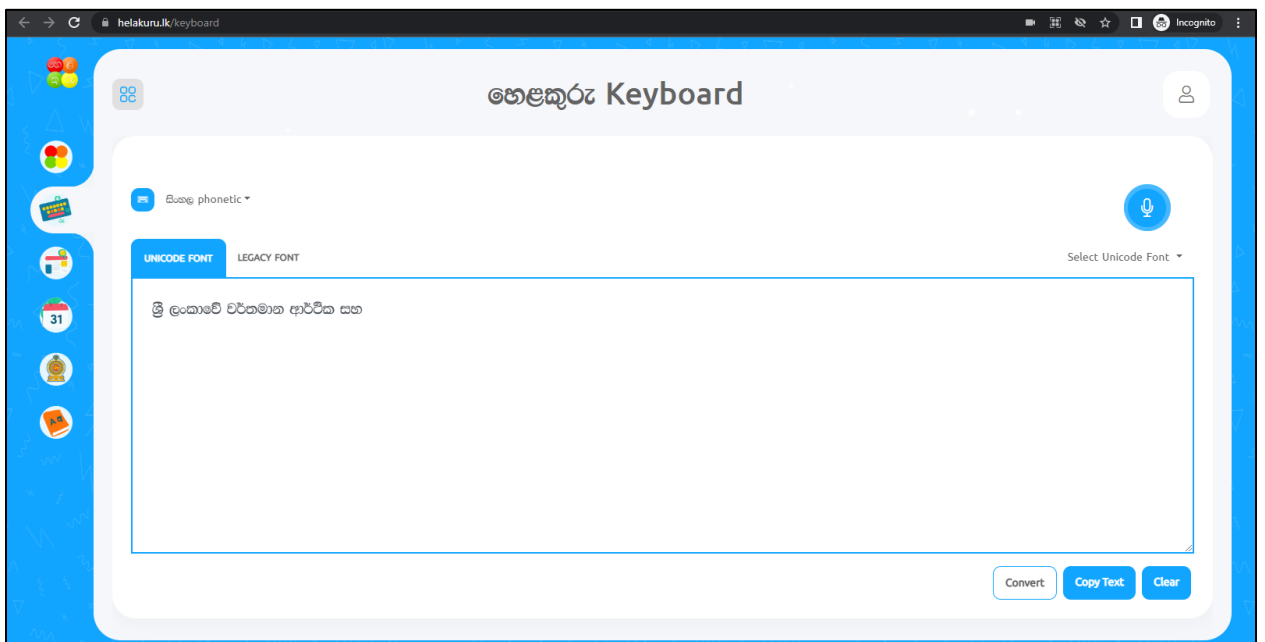 helakuru.lk/keyboard
Incognito
හෙළකුරු Keyboard
සිංහල phonetic
UNICODE FONT
LEGACY FONT
Select Unicode Font
ශ්‍රී ලංකාවේ වර්තමාන ආර්ථික සහ
31
Convert
Copy Text
Clear